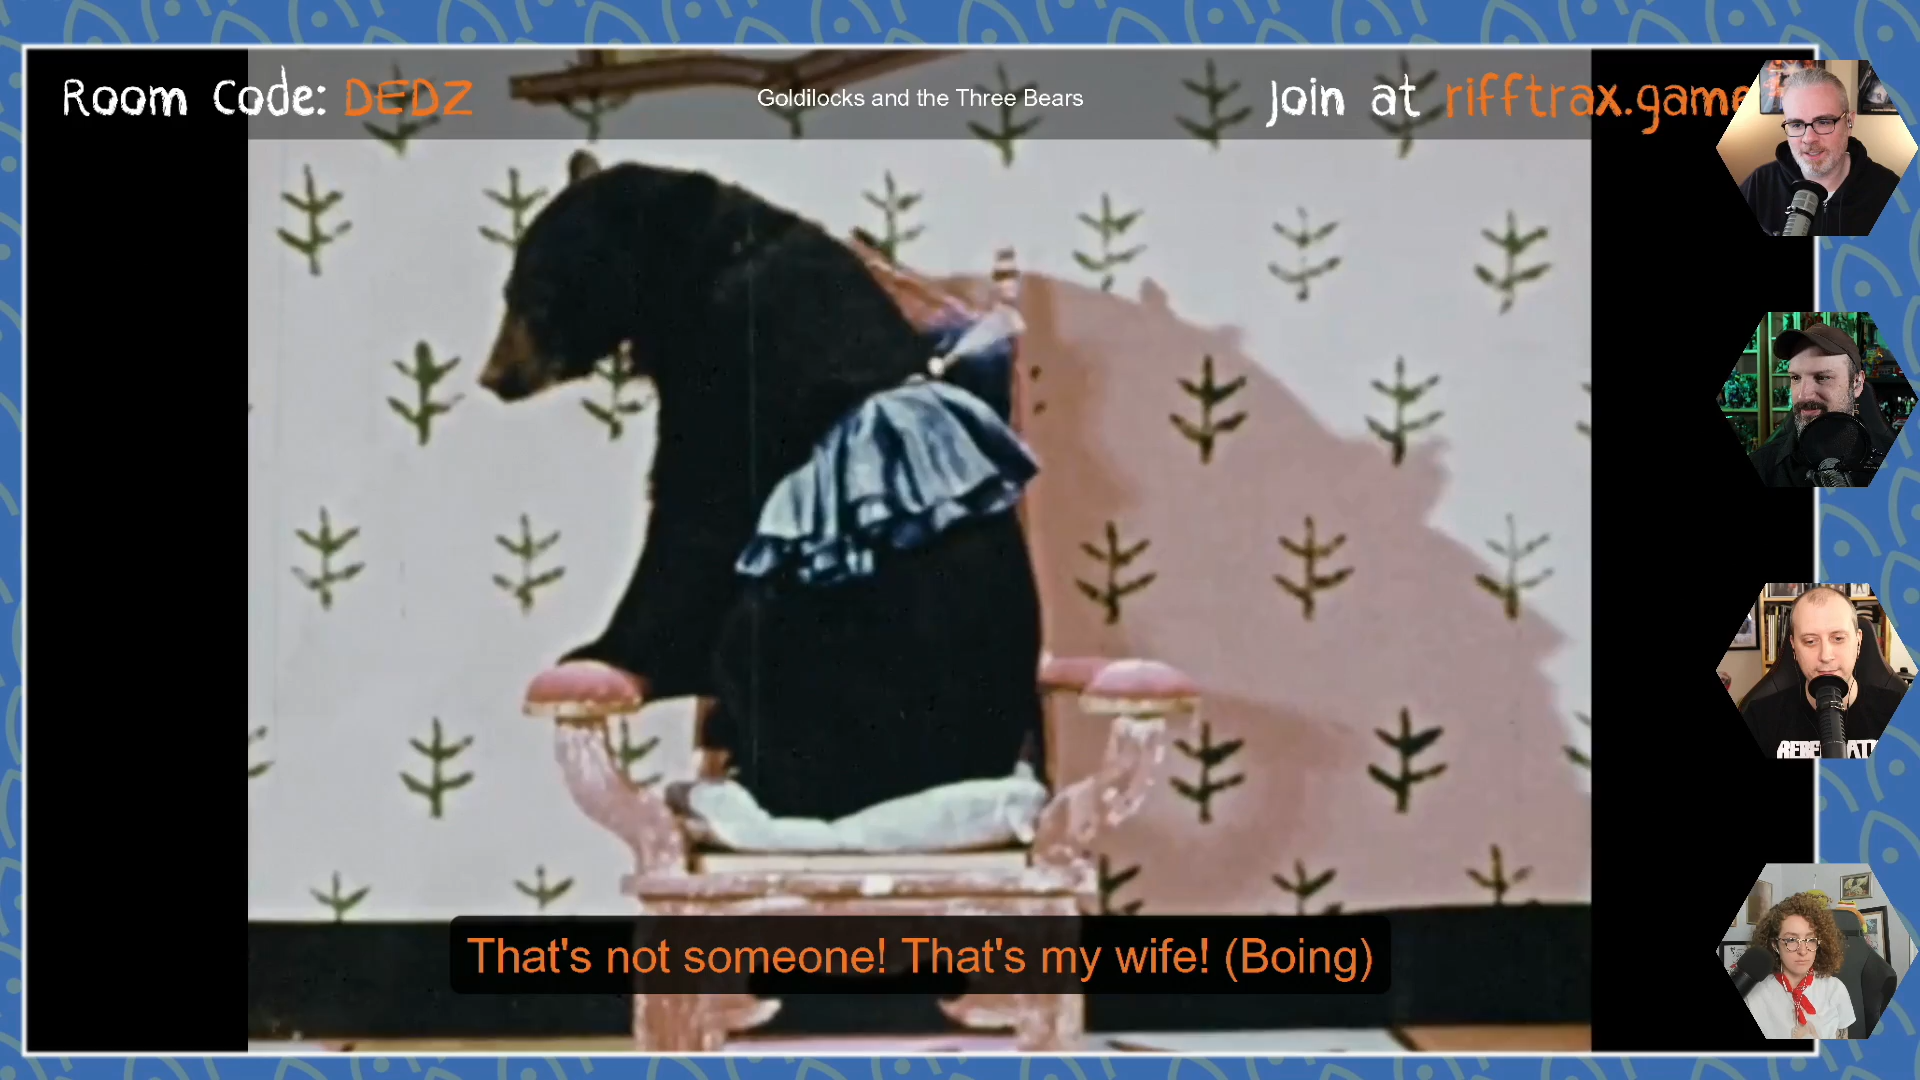 Room Code: DEDZ
Goldilocks and the Three Bears
Join at rifftrax.game
That's not someone! That's my wife! (Boing)